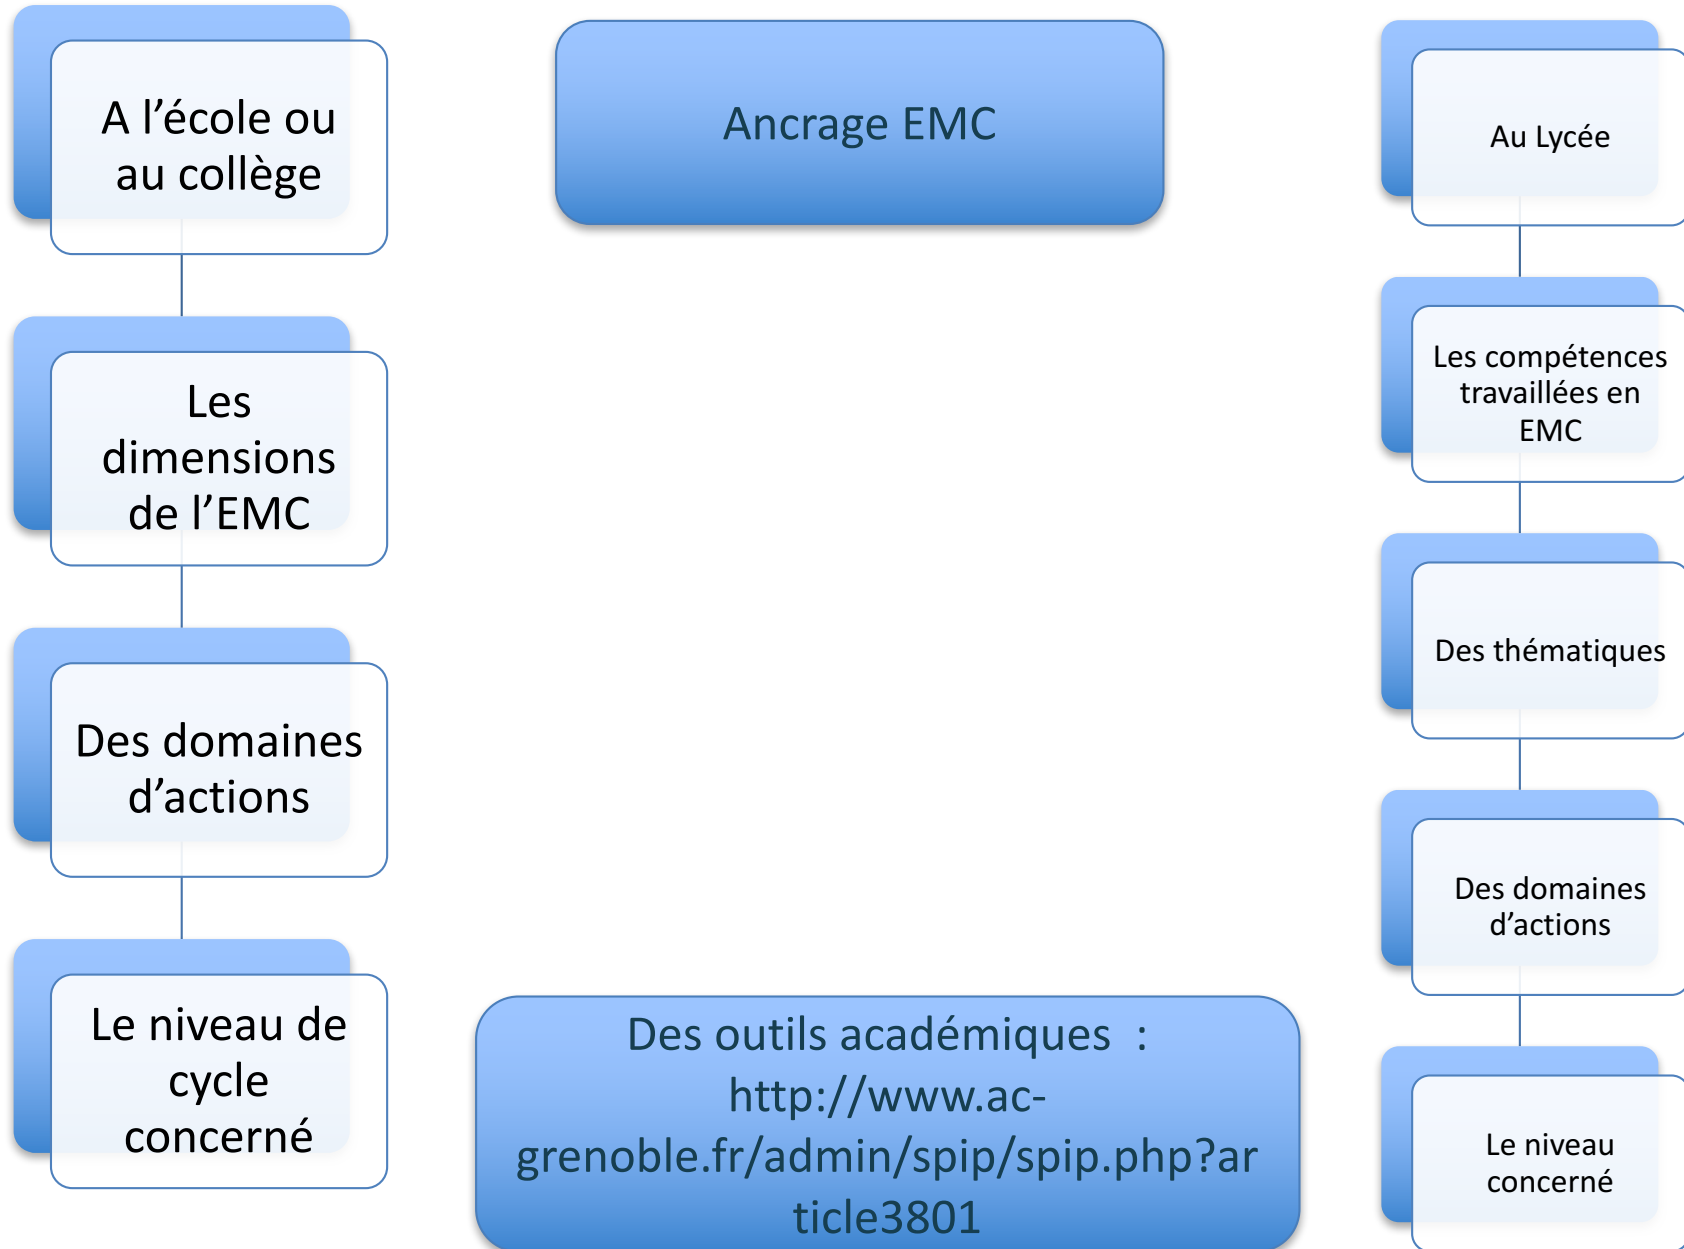 A l’école ou
au collège
Les
dimensions
de l’EMC
Des domaines
d’actions
Le niveau de
cycle
concerné
Ancrage EMC
Des outils académiques  :
http://www.ac-
grenoble.fr/admin/spip/spip.php?ar
ticle3801
Au Lycée
Les compétences
travaillées en
EMC
Des thématiques
Des domaines
d’actions
Le niveau
concerné